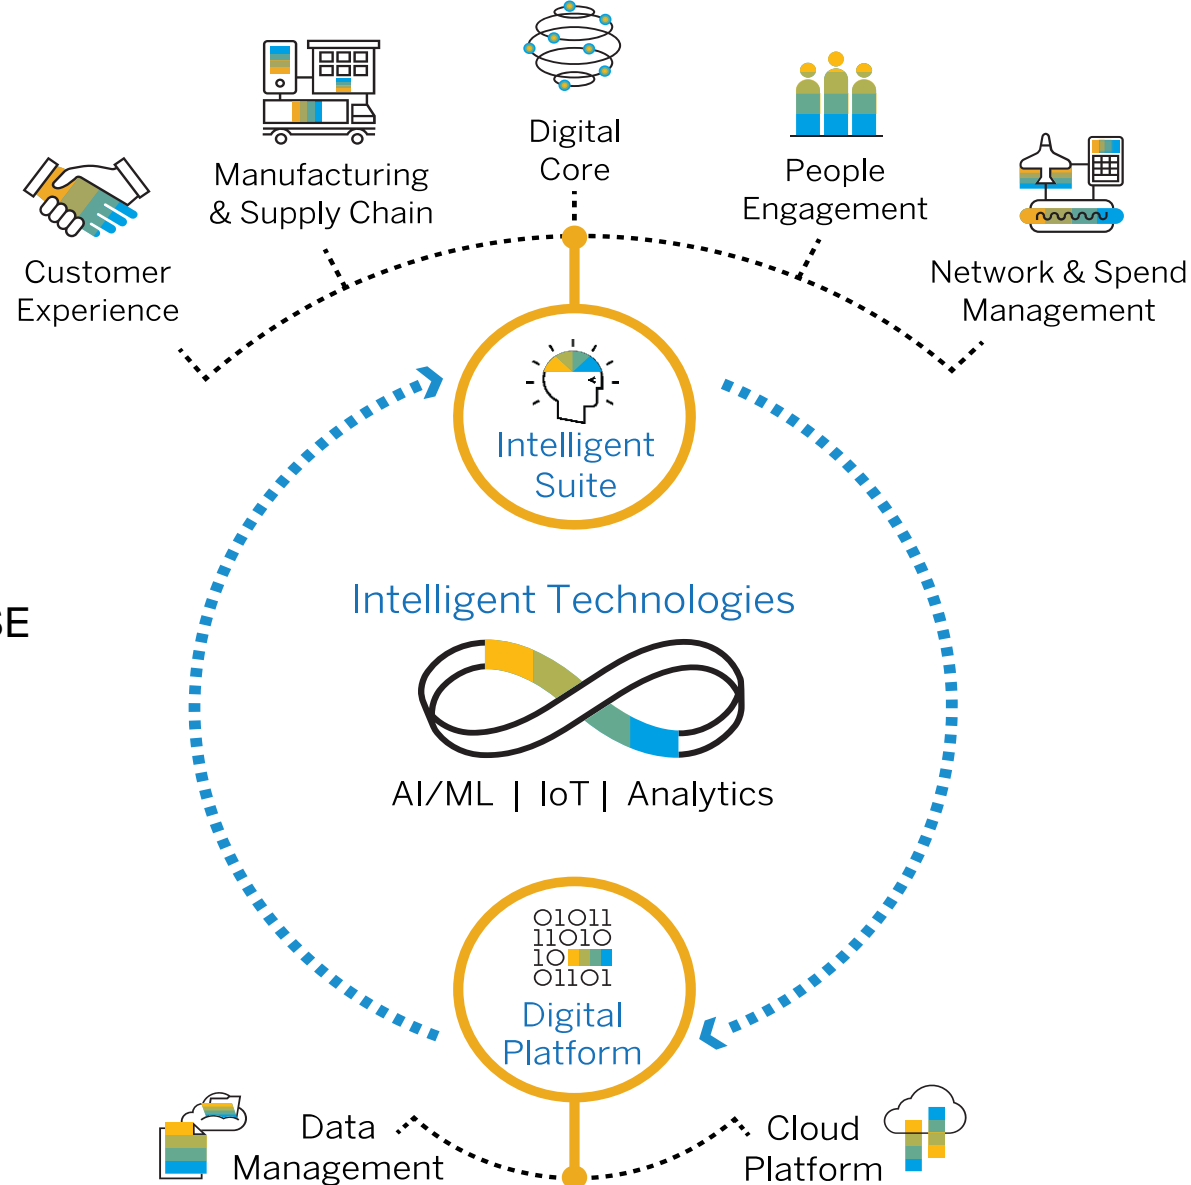 Digital
Core
People
Engagement
Manufacturing
& Supply Chain
Customer
Experience
Network & Spend
Management
Intelligent
Suite
Intelligent Technologies
SE
AI/ML | IoT | Analytics
01011
11010
10
01101
Digital
Platform
Data
Management
Cloud
Platform